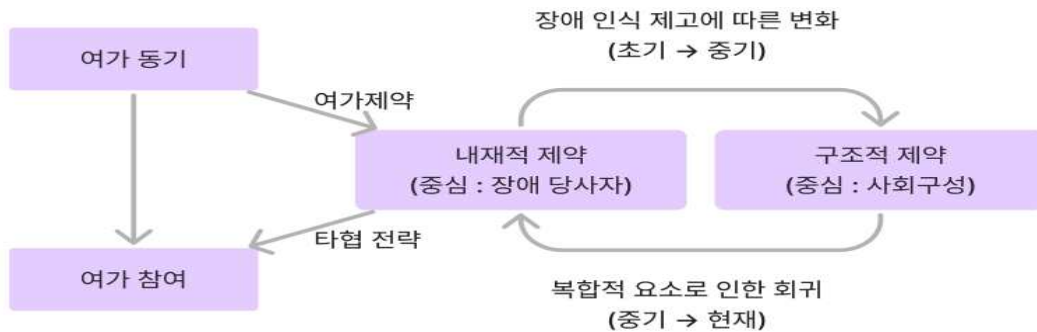 장애 인식 제고에 따른 변화
(초기 → 중기)
여가 동기
여가제약
내재적 제약
(중심 : 장애 당사자)
구조적 제약
(중심 : 사회구성)
타협 전략
여가 참여
복합적 요소로 인한 회귀
(중기 → 현재)